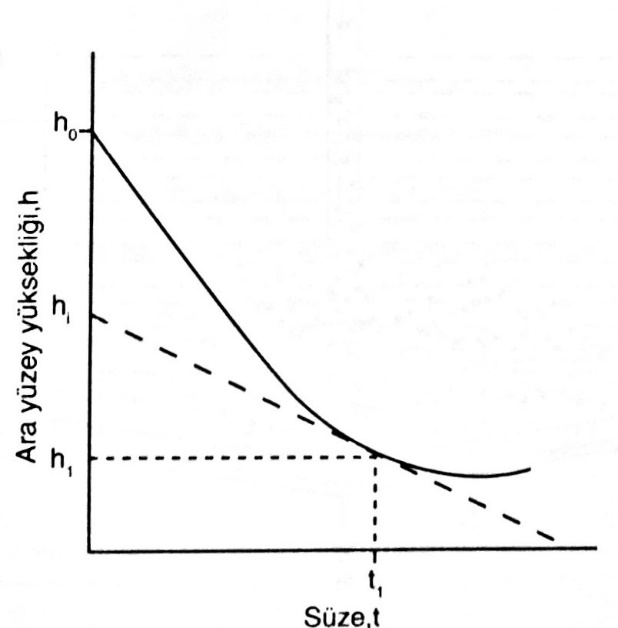 h₀
Ara yüzey yüksekliği,h
hᵢ
h₁
t₁
Süze,t